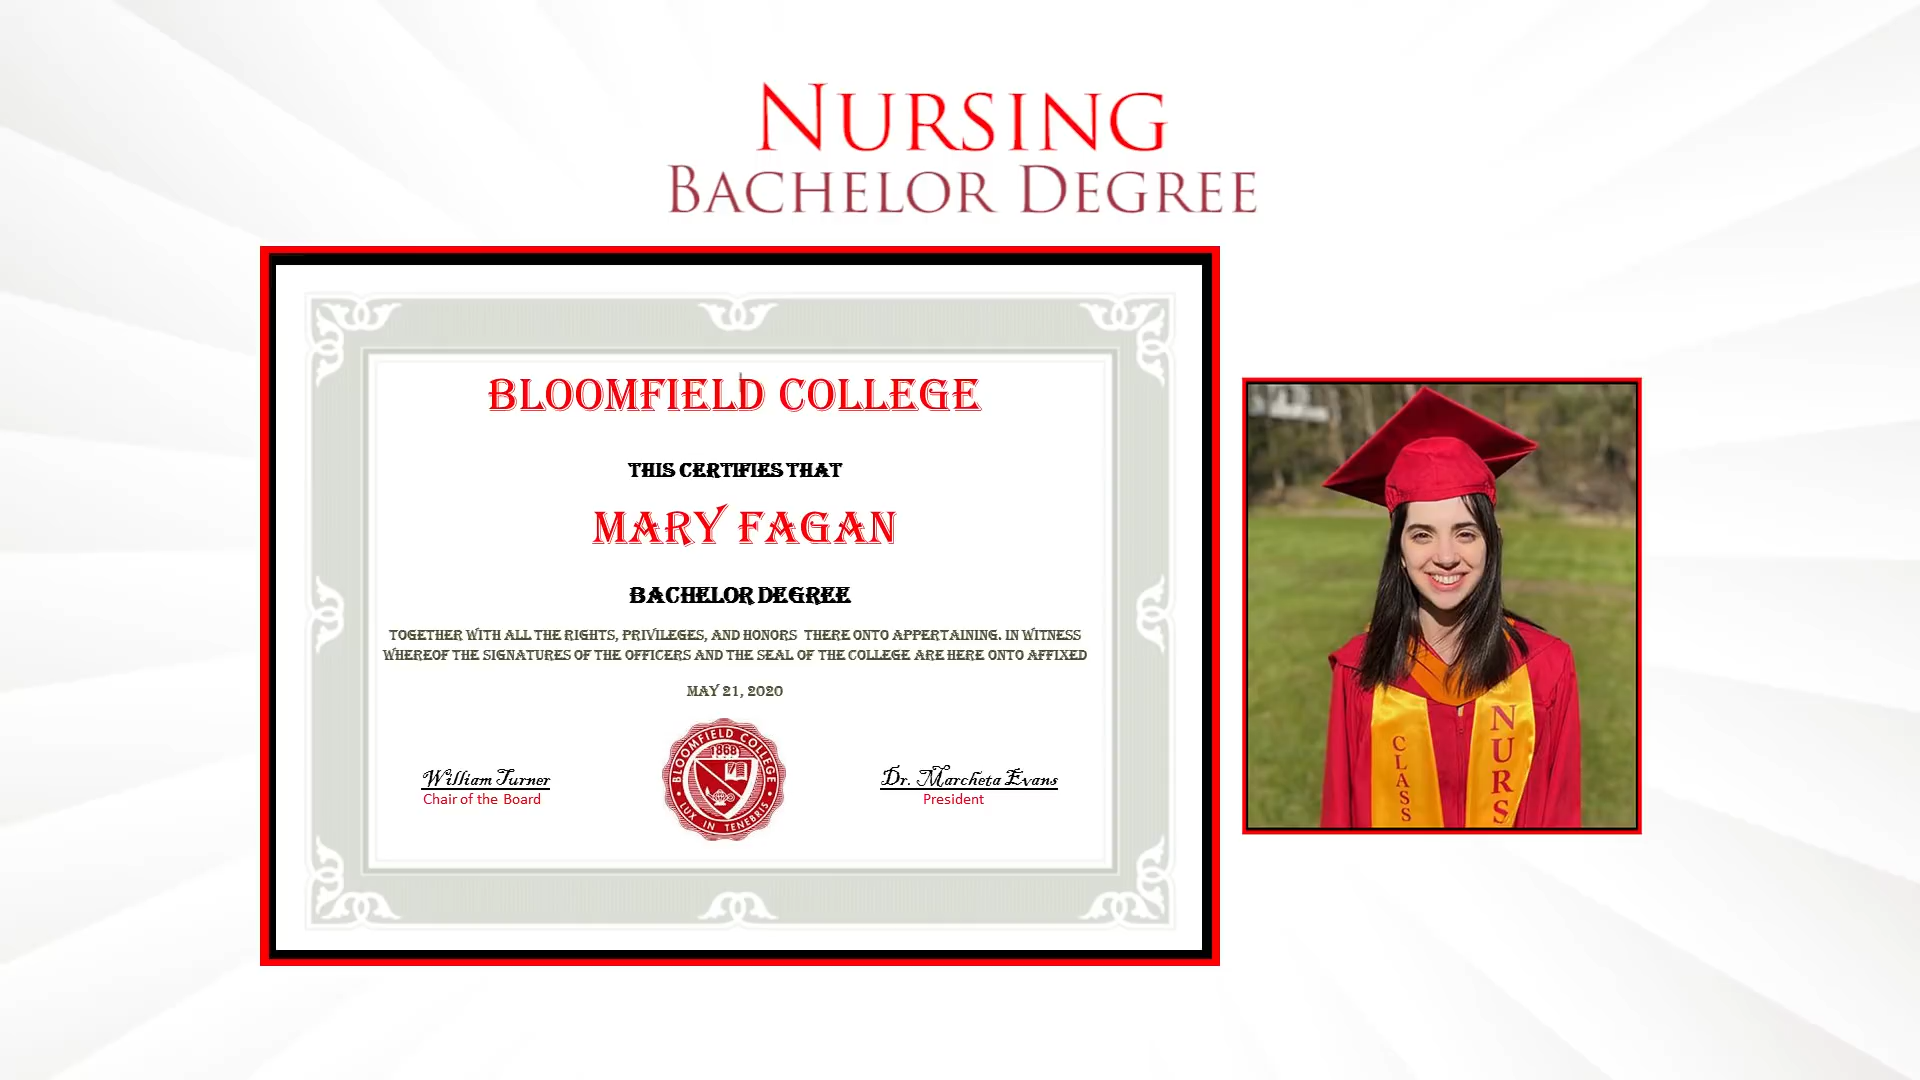 NURSING
BACHELOR DEGREE
BLOOMFIELD COLLEGE
THIS CERTIFIES THAT
MARY FAGAN
BACHELOR DEGREE
TOGETHER WITH ALL THE RIGHTS, PRIVILEGES, AND HONORS THERE ONTO APPERTAINING. IN WITNESS
WHEREOF THE SIGNATURES OF THE OFFICERS AND THE SEAL OF THE COLLEGE ARE HERE ONTO AFFIXED
MAY 21, 2020
BLOOMFIELD COLLEGE
1868
LUX IN TENEBRIS
William Turner
Chair of the Board
Dr. Marcheta Evans
President
CLASS
NURS